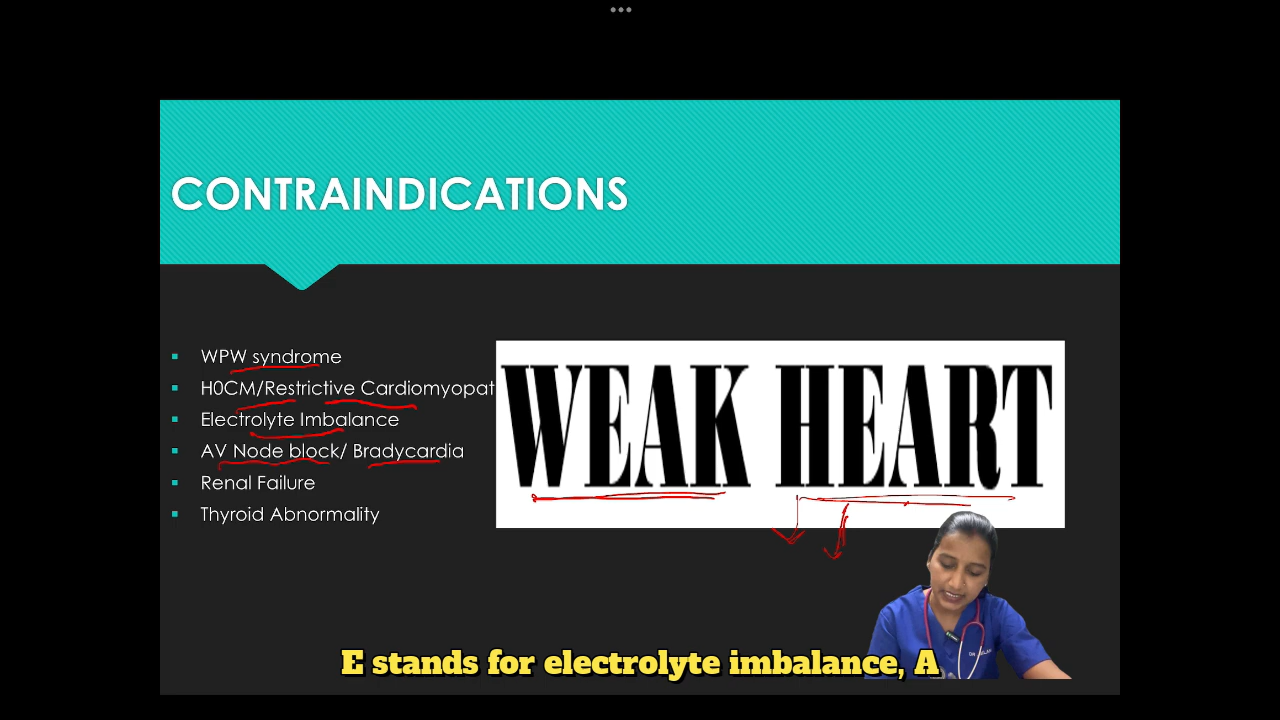 CONTRAINDICATIONS
WPW syndrome
H0CM/Restrictive Cardiomyopat
Electrolyte Imbalance
AV Node block/ Bradycardia
Renal Failure
Thyroid Abnormality
WEAK HEART
E stands for electrolyte imbalance, A